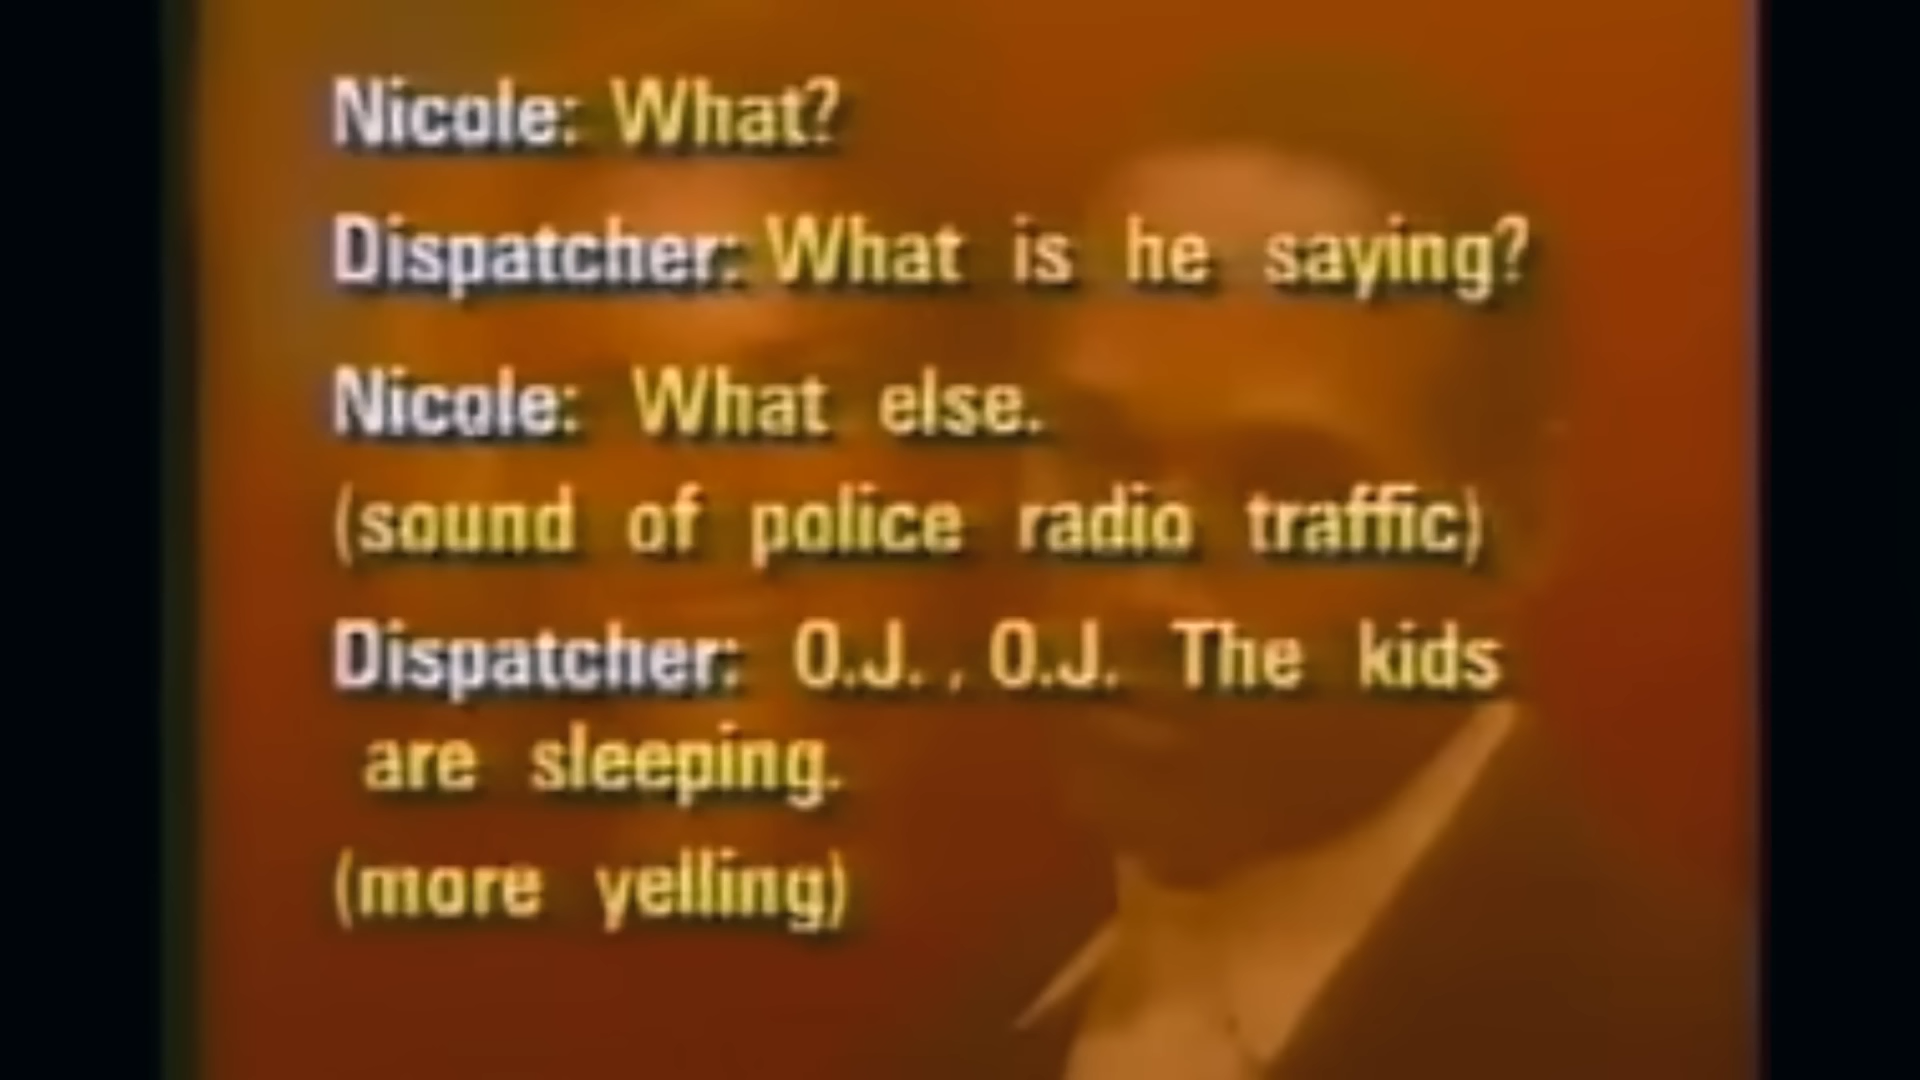 Nicole: What?
Dispatcher: What is he saying?
Nicole: What else.
(sound of police radio traffic)
Dispatcher: O.J. , O.J. The kids
are sleeping.
(more yelling)